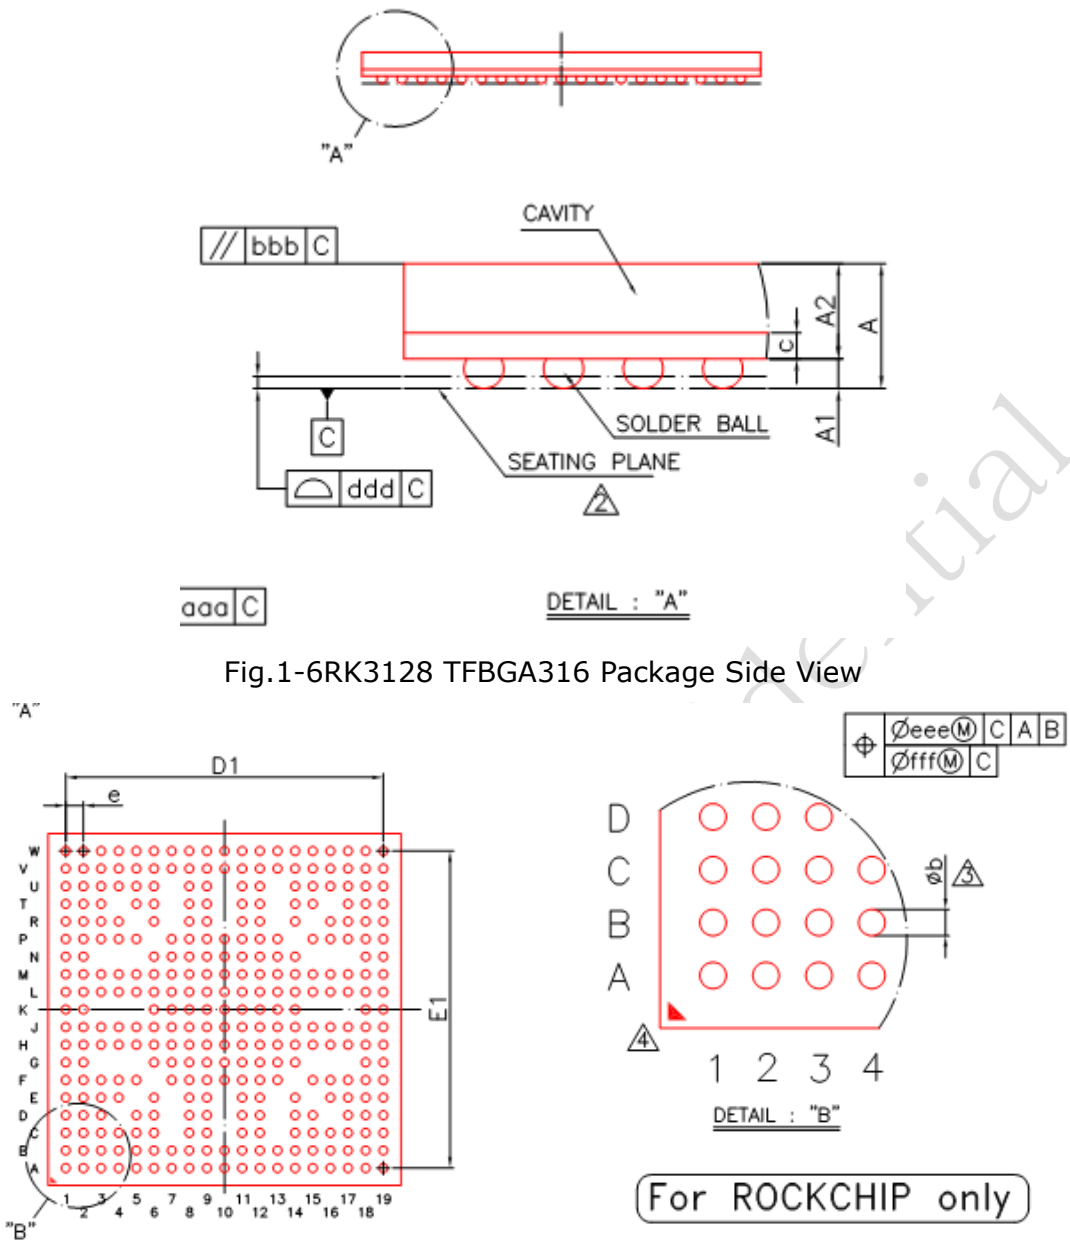 "A"
CAVITY
// bbb C
A2
A
c
A1
C
SOLDER BALL
SEATING PLANE
2
ddd C
aaa C
DETAIL : "A"
Fig.1-6RK3128 TFBGA316 Package Side View
"A"
Øeee Ⓜ C A B
Øfff Ⓜ C
D1
e
W
V
U
T
R
P
N
M
L
K
J
H
G
F
E
D
C
B
A
E1
1 3 5 7 9 11 13 15 17 19
2 4 6 8 10 12 14 16 18
"B"
D
C
B
A
øb 3
4
1 2 3 4
DETAIL : "B"
For ROCKCHIP only